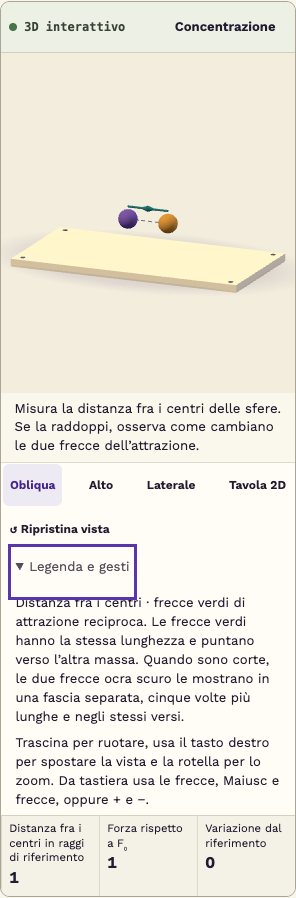 3D interattivo
Concentrazione
Misura la distanza fra i centri delle sfere.
Se la raddoppi, osserva come cambiano
le due frecce dell’attrazione.
Obliqua
Alto
Laterale
Tavola 2D
↺ Ripristina vista
▼ Legenda e gesti
Distanza fra i centri · frecce verdi di
attrazione reciproca. Le frecce verdi
hanno la stessa lunghezza e puntano
verso l’altra massa. Quando sono corte,
le due frecce ocra scuro le mostrano in
una fascia separata, cinque volte più
lunghe e negli stessi versi.
Trascina per ruotare, usa il tasto destro
per spostare la vista e la rotella per lo
zoom. Da tastiera usa le frecce, Maiusc e
frecce, oppure + e −.
Distanza fra i
centri in raggi
di riferimento
1
Forza rispetto
a F₀
1
Variazione dal
riferimento
0